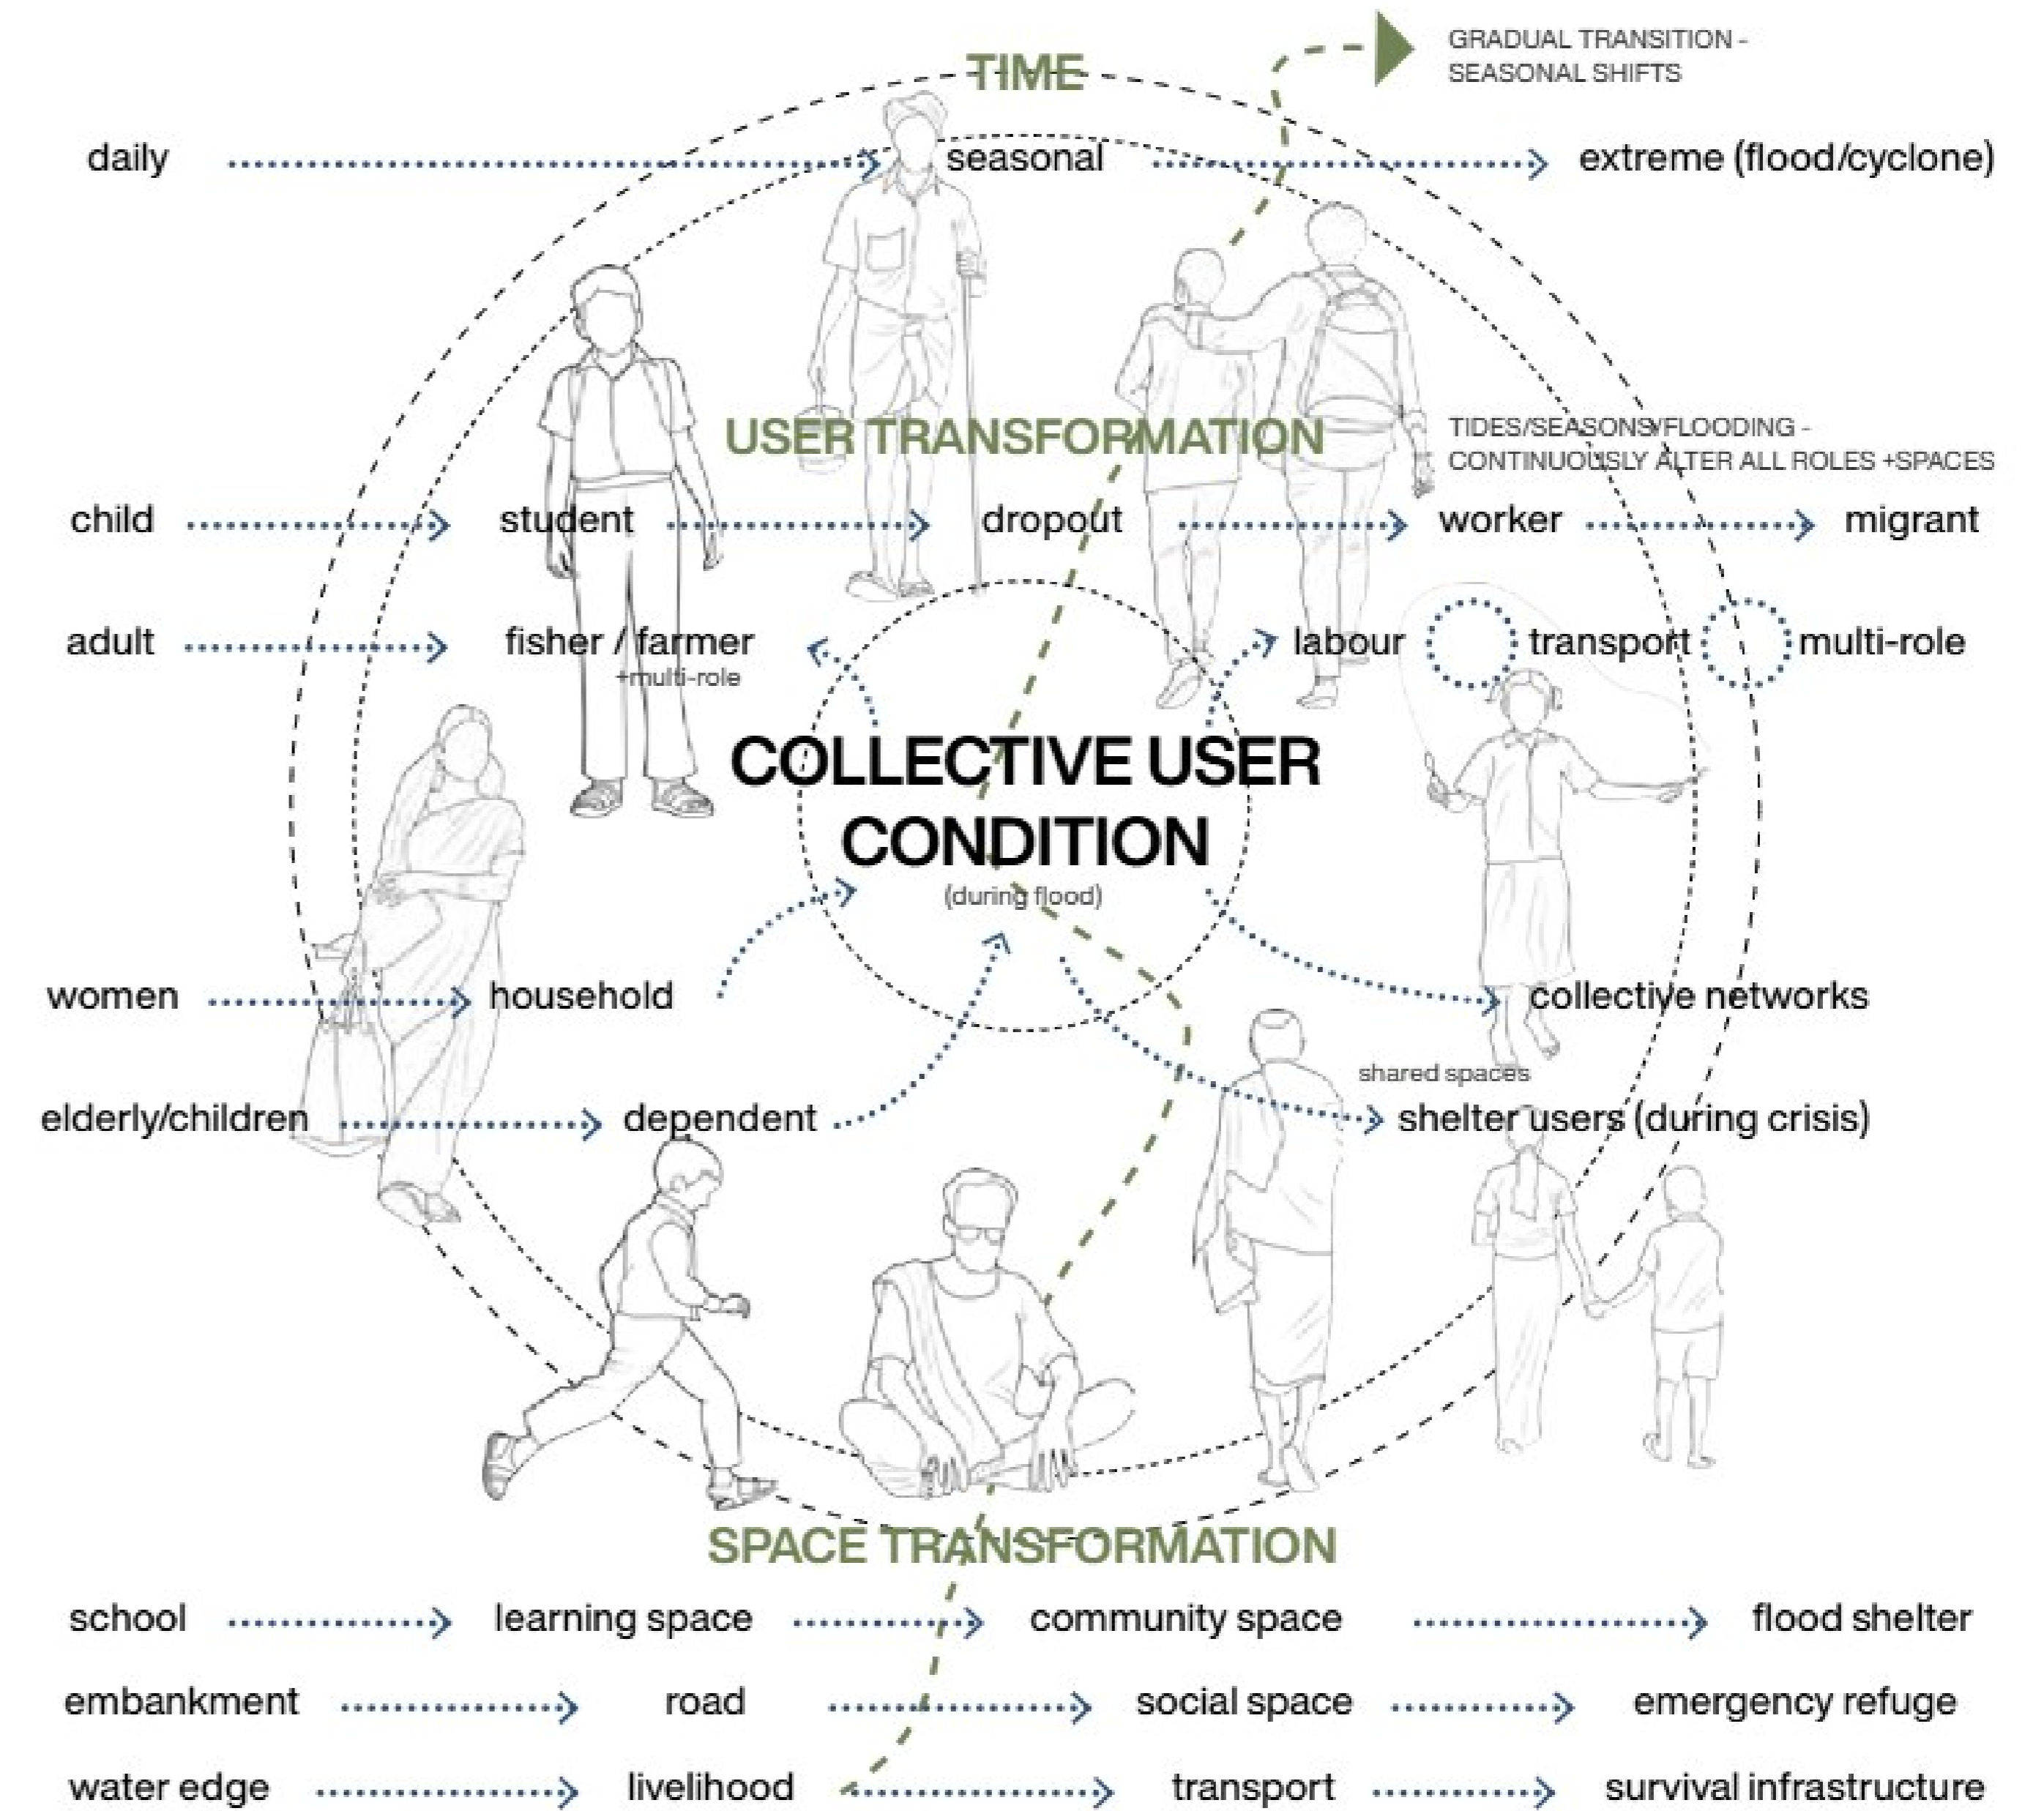 GRADUAL TRANSITION -
SEASONAL SHIFTS
TIME
daily seasonal extreme (flood/cyclone)
USER TRANSFORMATION
TIDES/SEASONS/FLOODING -
CONTINUOUSLY ALTER ALL ROLES +SPACES
child student dropout worker migrant
adult fisher / farmer labour transport multi-role
+multi-role
COLLECTIVE USER
CONDITION
(during flood)
women household collective networks
shared spaces
elderly/children dependent shelter users (during crisis)
SPACE TRANSFORMATION
school learning space community space flood shelter
embankment road social space emergency refuge
water edge livelihood transport survival infrastructure